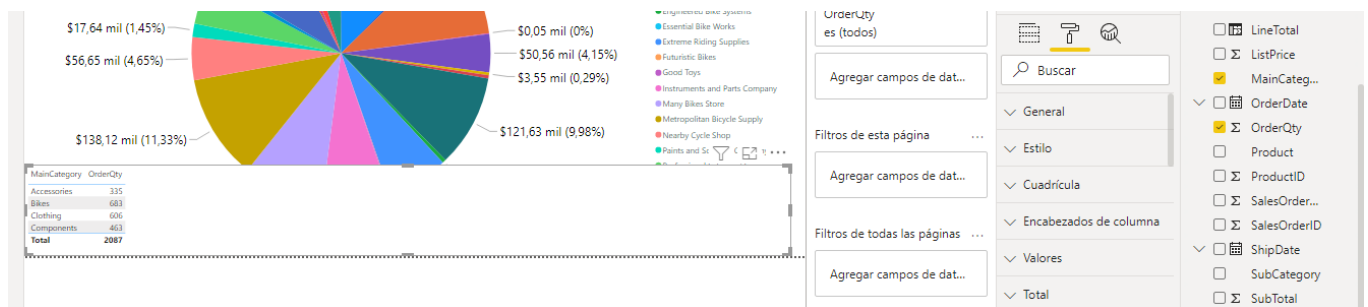 $17,64 mil (1,45%)
$56,65 mil (4,65%)
$138,12 mil (11,33%)
$0,05 mil (0%)
$50,56 mil (4,15%)
$3,55 mil (0,29%)
$121,63 mil (9,98%)
Engineered Bike Systems
Essential Bike Works
Extreme Riding Supplies
Futuristic Bikes
Good Toys
Instruments and Parts Company
Many Bikes Store
Metropolitan Bicycle Supply
Nearby Cycle Shop
Paints and
MainCategory OrderQty
Accessories 335
Bikes 683
Clothing 606
Components 463
Total 2087
OrderQty
es (todos)
Agregar campos de dat...
Filtros de esta página ...
Agregar campos de dat...
Filtros de todas las páginas ...
Agregar campos de dat...
Buscar
General
Estilo
Cuadrícula
Encabezados de columna
Valores
Total
LineTotal
ListPrice
MainCateg...
OrderDate
OrderQty
Product
ProductID
SalesOrder...
SalesOrderID
ShipDate
SubCategory
SubTotal